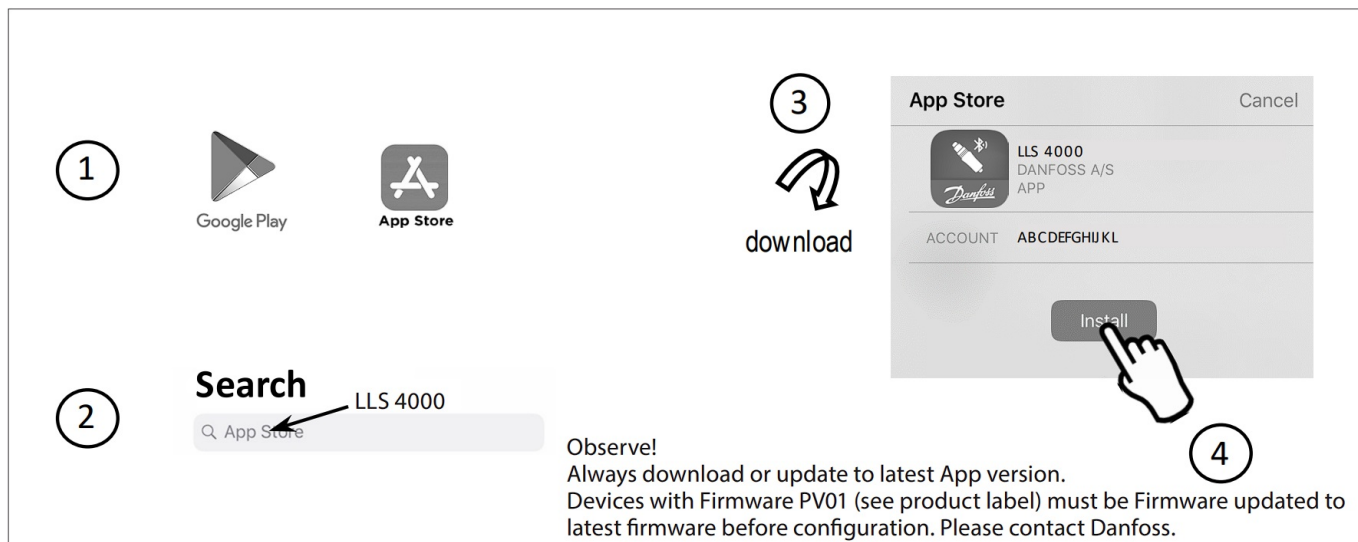 1
Google Play
App Store
2
Search
LLS 4000
App Store
3
download
App Store
Cancel
Danfoss
LLS 4000
DANFOSS A/S
APP
ACCOUNT ABCDEFGHIJKL
Install
4
Observe!
Always download or update to latest App version.
Devices with Firmware PV01 (see product label) must be Firmware updated to
latest firmware before configuration. Please contact Danfoss.